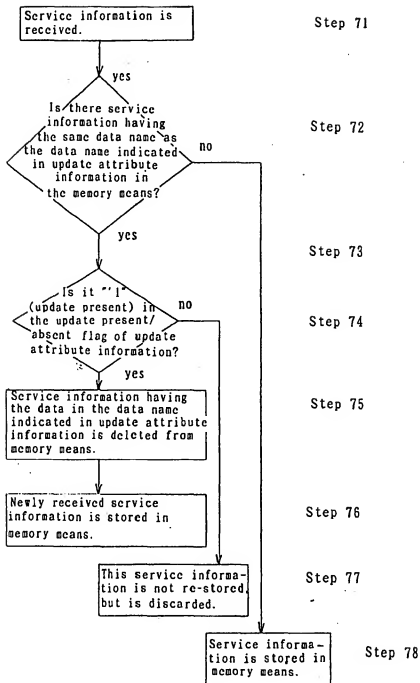 Service information is
received.
Step 71
yes
Is there service
information having
the same data name as
the data name indicated
in update attribute
information in
the memory means?
no
Step 72
yes
Step 73
Is it "'1"
(update present) in
the update present/
absent flag of update
attribute information?
no
Step 74
yes
Service information having
the data in the data name
indicated in update attribute
information is deleted from
memory means.
Step 75
Newly received service
information is stored in
memory means.
Step 76
This service informa-
tion is not re-stored,
but is discarded.
Step 77
Service informa-
tion is stored in
memory means.
Step 78